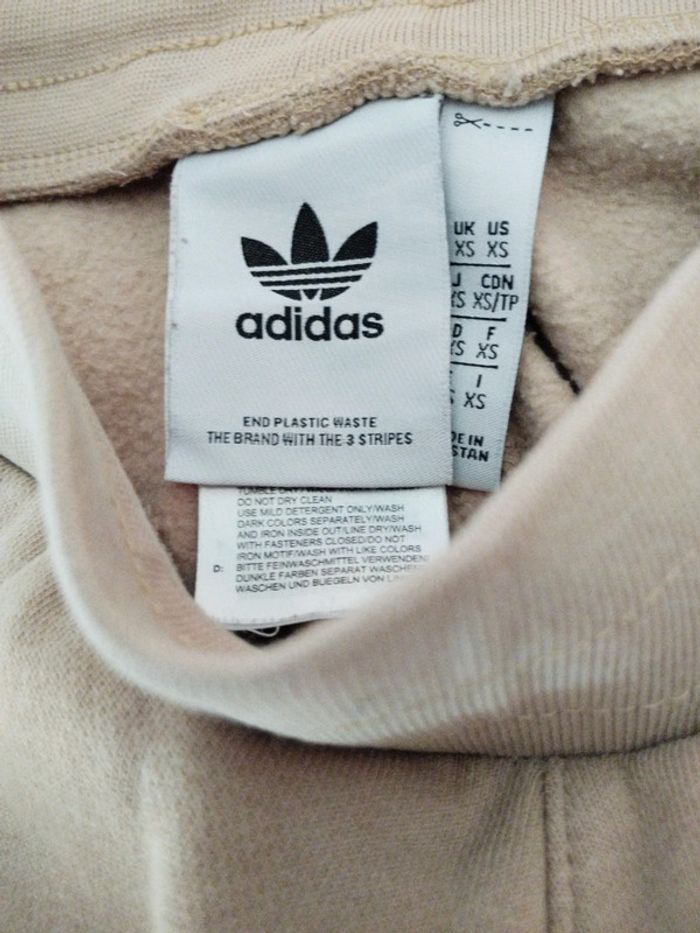 adidas
END PLASTIC WASTE
THE BRAND WITH THE 3 STRIPES
UK US
XS XS
CDN
XS/TP
F
XS
I
XS
IN
DO NOT DRY CLEAN
USE MILD DETERGENT ONLY/WASH
DARK COLORS SEPARATELY/WASH
AND IRON INSIDE OUT/LINE DRY/WASH
WITH FASTENERS CLOSED/DO NOT
IRON MOTIF/WASH WITH LIKE COLORS
D: BITTE FEINWASCHMITTEL VERWENDEN/
DUNKLE FARBEN SEPARAT WASCHEN
WASCHEN UND BUEGELN VON